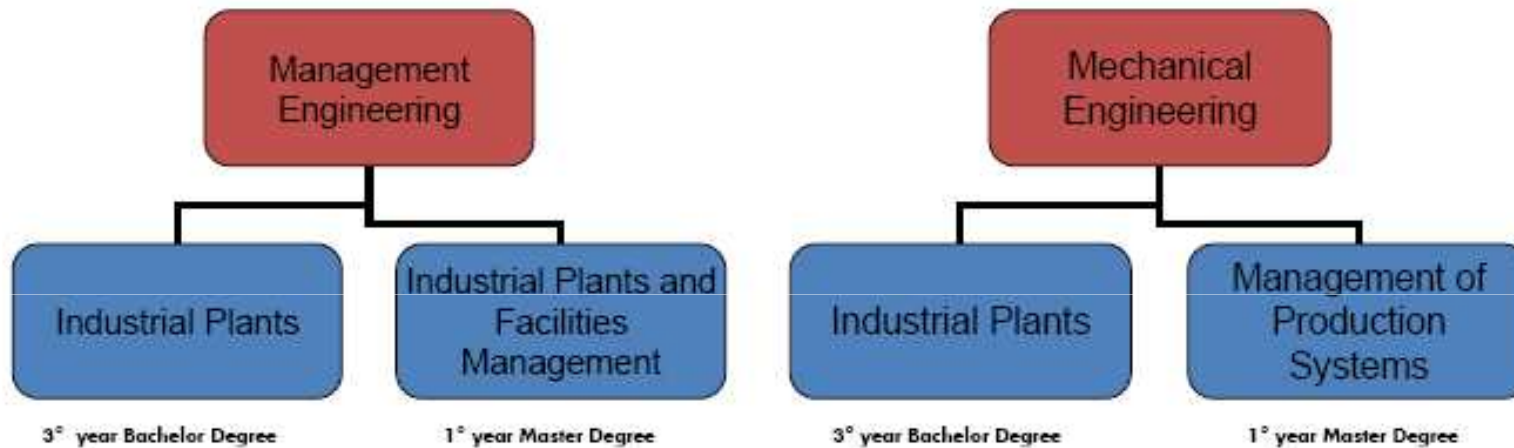 Management
Engineering
Mechanical
Engineering
Industrial Plants
Industrial Plants and
Facilities
Management
Industrial Plants
Management of
Production
Systems
3° year Bachelor Degree
1° year Master Degree
3° year Bachelor Degree
1° year Master Degree